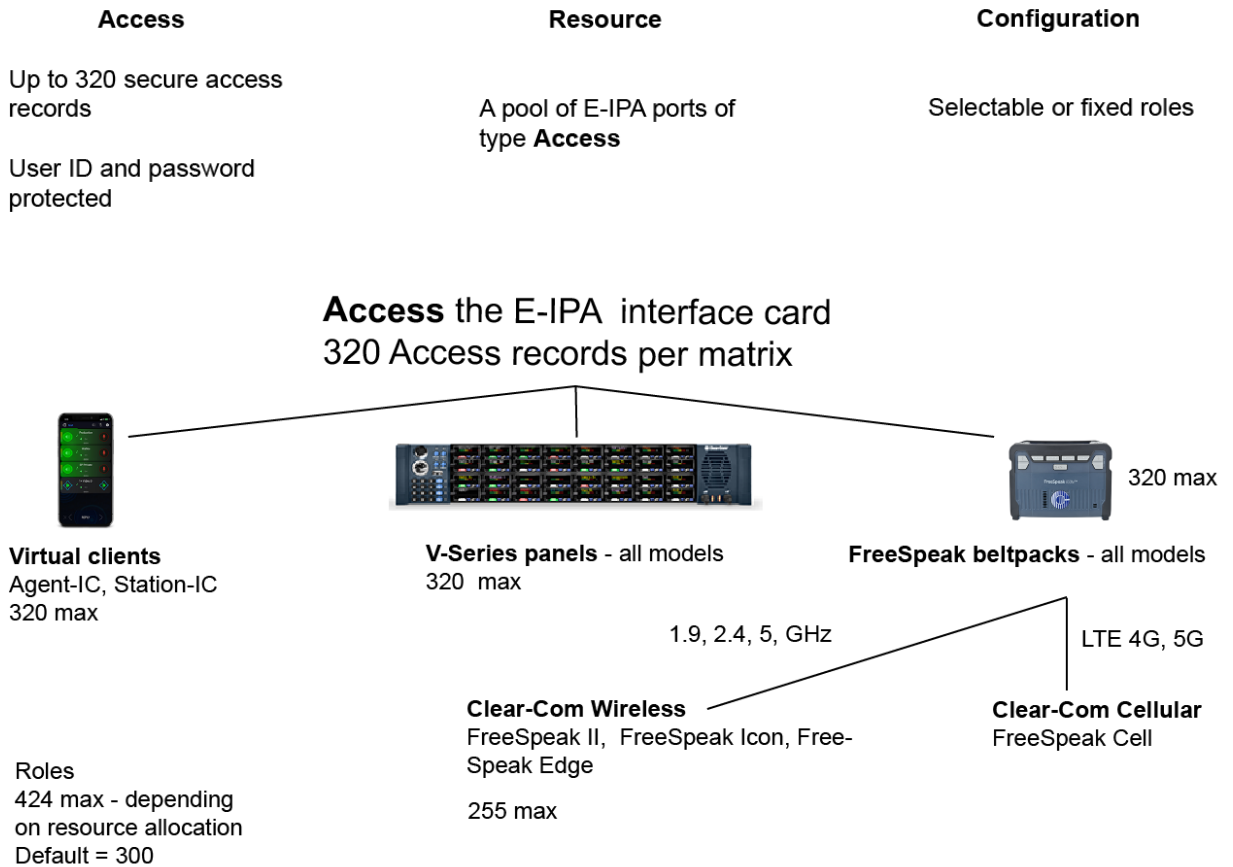 Access
Resource
Configuration
Up to 320 secure access
records
User ID and password
protected
A pool of E-IPA ports of
type Access
Selectable or fixed roles
Access the E-IPA interface card
320 Access records per matrix
320 max
Virtual clients
Agent-IC, Station-IC
320 max
V-Series panels - all models
320 max
FreeSpeak beltpacks - all models
1.9, 2.4, 5, GHz
LTE 4G, 5G
Clear-Com Wireless
FreeSpeak II, FreeSpeak Icon, Free-
Speak Edge
255 max
Clear-Com Cellular
FreeSpeak Cell
Roles
424 max - depending
on resource allocation
Default = 300